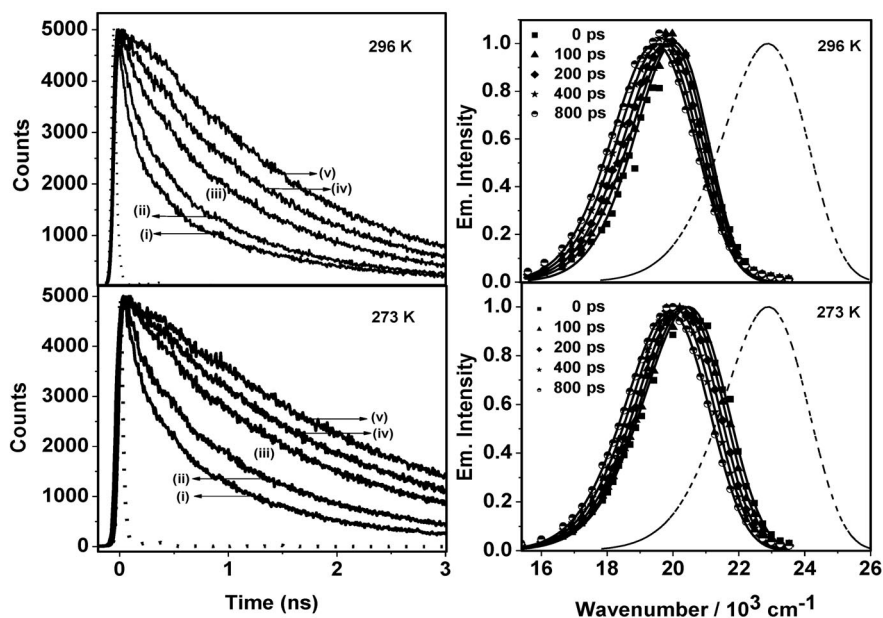 5000
4000
3000
2000
1000
Counts
296 K
(v)
(iv)
(iii)
(ii)
(i)
0
1
2
3
1.0
0.8
0.6
0.4
0.2
0.0
Em. Intensity
0 ps
100 ps
200 ps
400 ps
800 ps
296 K
5000
4000
3000
2000
1000
0
Counts
273 K
(v)
(iv)
(iii)
(ii)
(i)
0
1
2
3
Time (ns)
1.0
0.8
0.6
0.4
0.2
0.0
Em. Intensity
0 ps
100 ps
200 ps
400 ps
800 ps
273 K
16
18
20
22
24
26
Wavenumber / 10³ cm⁻¹